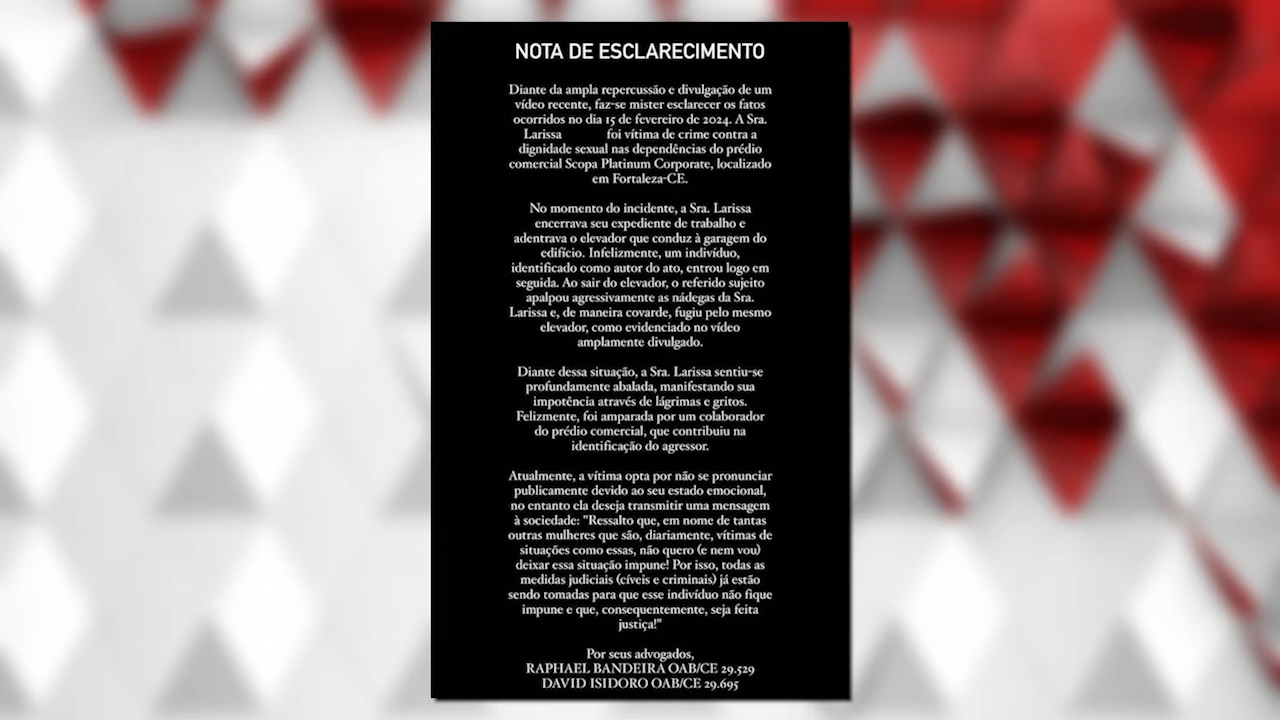 NOTA DE ESCLARECIMENTO
Diante da ampla repercussão e divulgação de um
vídeo recente, faz-se mister esclarecer os fatos
ocorridos no dia 15 de fevereiro de 2024. A Sra.
Larissa foi vítima de crime contra a
dignidade sexual nas dependências do prédio
comercial Scopa Platinum Corporate, localizado
em Fortaleza-CE.
No momento do incidente, a Sra. Larissa
encerrava seu expediente de trabalho e
adentrava o elevador que conduz à garagem do
edifício. Infelizmente, um indivíduo,
identificado como autor do ato, entrou logo em
seguida. Ao sair do elevador, o referido sujeito
apalpou agressivamente as nádegas da Sra.
Larissa e, de maneira covarde, fugiu pelo mesmo
elevador, como evidenciado no vídeo
amplamente divulgado.
Diante dessa situação, a Sra. Larissa sentiu-se
profundamente abalada, manifestando sua
impotência através de lágrimas e gritos.
Felizmente, foi amparada por um colaborador
do prédio comercial, que contribuiu na
identificação do agressor.
Atualmente, a vítima opta por não se pronunciar
publicamente devido ao seu estado emocional,
no entanto ela deseja transmitir uma mensagem
à sociedade: "Ressalto que, em nome de tantas
outras mulheres que são, diariamente, vítimas de
situações como essas, não quero (e nem vou)
deixar essa situação impune! Por isso, todas as
medidas judiciais (cíveis e criminais) já estão
sendo tomadas para que esse indivíduo não fique
impune e que, consequentemente, seja feita
justiça!"
Por seus advogados,
RAPHAEL BANDEIRA OAB/CE 29.529
DAVID ISIDORO OAB/CE 29.695